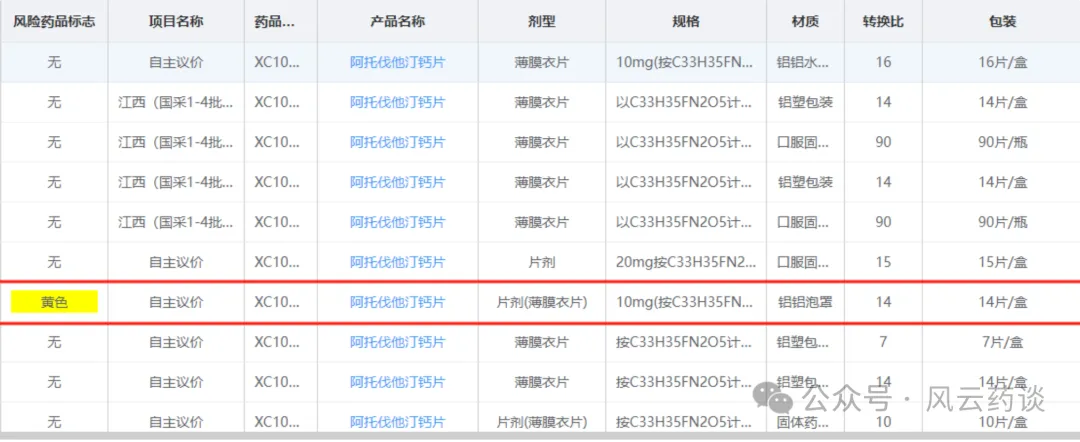 风险药品标志 项目名称 药品... 产品名称 剂型 规格 材质 转换比 包装
无 自主议价 XC10... 阿托伐他汀钙片 薄膜衣片 10mg(按C33H35FN... 铝铝水... 16 16片/盒
无 江西（国采1-4批... XC10... 阿托伐他汀钙片 薄膜衣片 以C33H35FN2O5计... 铝塑包装 14 14片/盒
无 江西（国采1-4批... XC10... 阿托伐他汀钙片 薄膜衣片 以C33H35FN2O5计... 口服固... 90 90片/瓶
无 江西（国采1-4批... XC10... 阿托伐他汀钙片 薄膜衣片 以C33H35FN2O5计... 铝塑包装 14 14片/盒
无 江西（国采1-4批... XC10... 阿托伐他汀钙片 薄膜衣片 以C33H35FN2O5计... 口服固... 90 90片/瓶
无 自主议价 XC10... 阿托伐他汀钙片 片剂 20mg按C33H35FN2... 口服固... 15 15片/盒
黄色 自主议价 XC10... 阿托伐他汀钙片 片剂(薄膜衣片) 10mg(按C33H35FN... 铝铝泡罩 14 14片/盒
无 自主议价 XC10... 阿托伐他汀钙片 薄膜衣片 按C33H35FN2O5计... 铝塑包... 7 7片/盒
无 自主议价 XC10... 阿托伐他汀钙片 薄膜衣片 按C33H35FN2O5计... 铝塑包... 14 14片/盒
无 自主议价 XC10... 阿托伐他汀钙片 片剂(薄膜衣片) 按C33H35FN2O5计... 固体药... 10 10片/盒
公众号·风云药谈